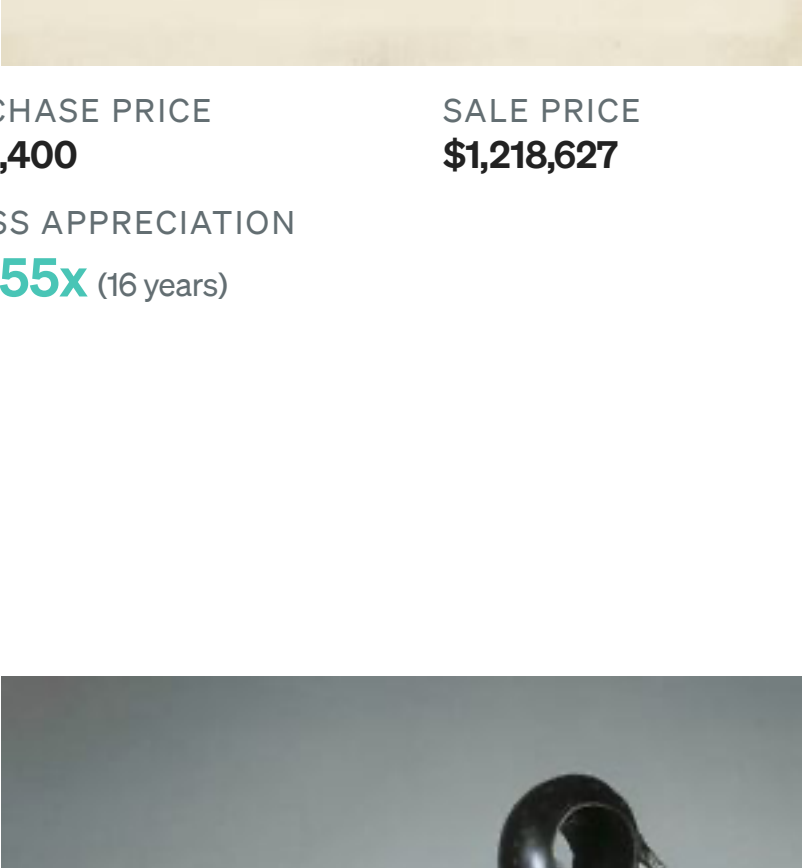 CHASE PRICE
,400
SALE PRICE
$1,218,627
SS APPRECIATION
55x (16 years)